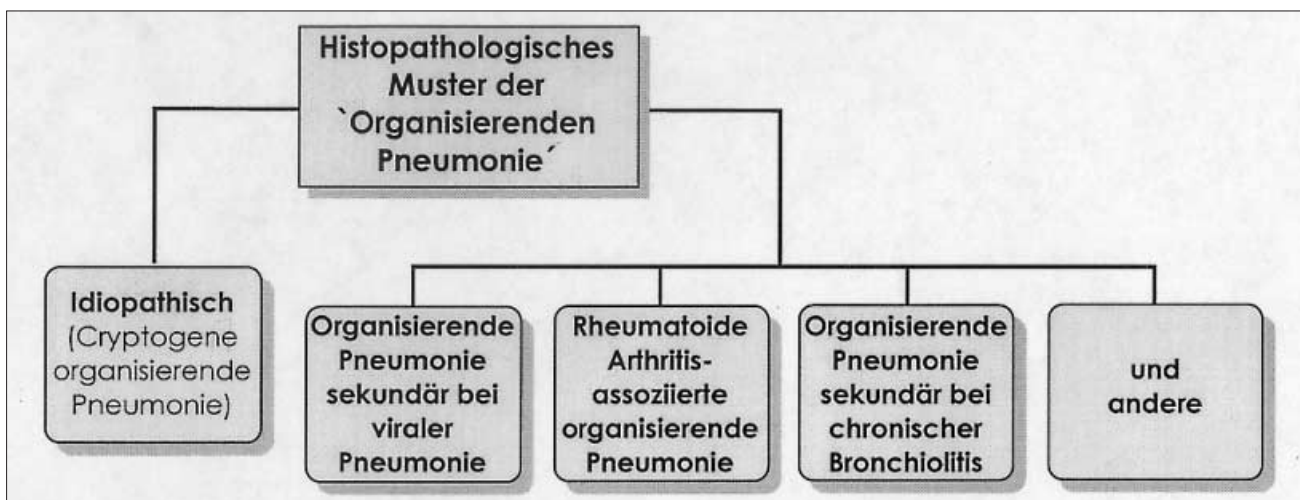 Histopathologisches
Muster der
`Organisierenden
Pneumonie´
Idiopathisch
(Cryptogene
organisierende
Pneumonie)
Organisierende
Pneumonie
sekundär bei
viraler
Pneumonie
Rheumatoide
Arthritis-
assoziierte
organisierende
Pneumonie
Organisierende
Pneumonie
sekundär bei
chronischer
Bronchiolitis
und
andere